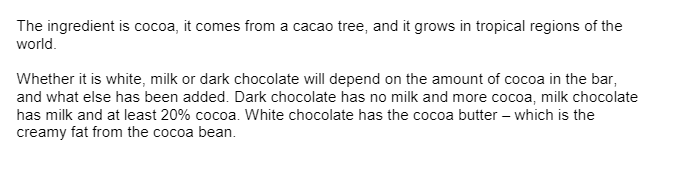 The ingredient is cocoa, it comes from a cacao tree, and it grows in tropical regions of the
world.
Whether it is white, milk or dark chocolate will depend on the amount of cocoa in the bar,
and what else has been added. Dark chocolate has no milk and more cocoa, milk chocolate
has milk and at least 20% cocoa. White chocolate has the cocoa butter – which is the
creamy fat from the cocoa bean.